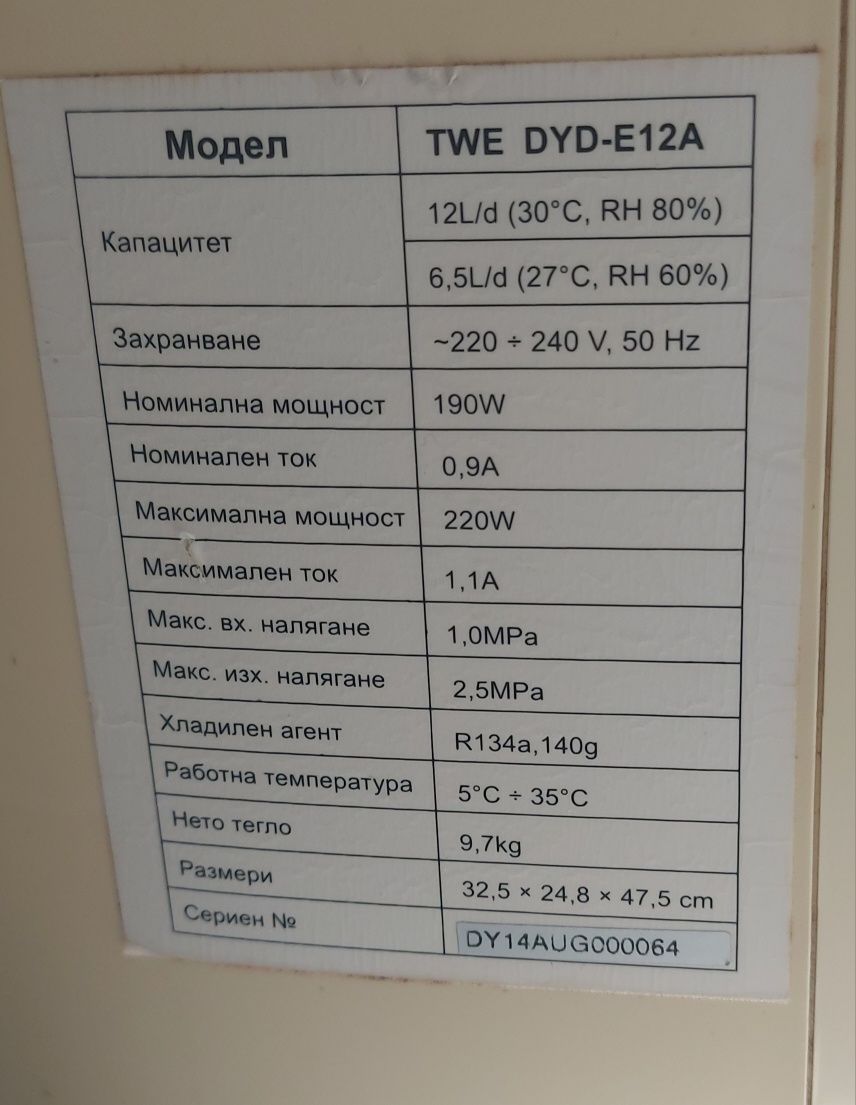 Модел TWE DYD-E12A
Капацитет 12L/d (30°C, RH 80%)
6,5L/d (27°C, RH 60%)
Захранване ~220 ÷ 240 V, 50 Hz
Номинална мощност 190W
Номинален ток 0,9A
Максимална мощност 220W
Максимален ток 1,1A
Макс. вх. налягане 1,0MPa
Макс. изх. налягане 2,5MPa
Хладилен агент R134a,140g
Работна температура 5°C ÷ 35°C
Нето тегло 9,7kg
Размери 32,5 × 24,8 × 47,5 cm
Сериен № DY14AUG000064